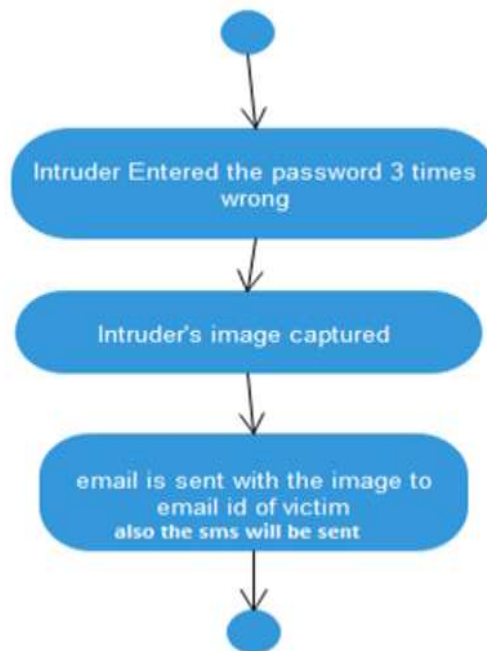 Intruder Entered the password 3 times
wrong
Intruder's image captured
email is sent with the image to
email id of victim
also the sms will be sent